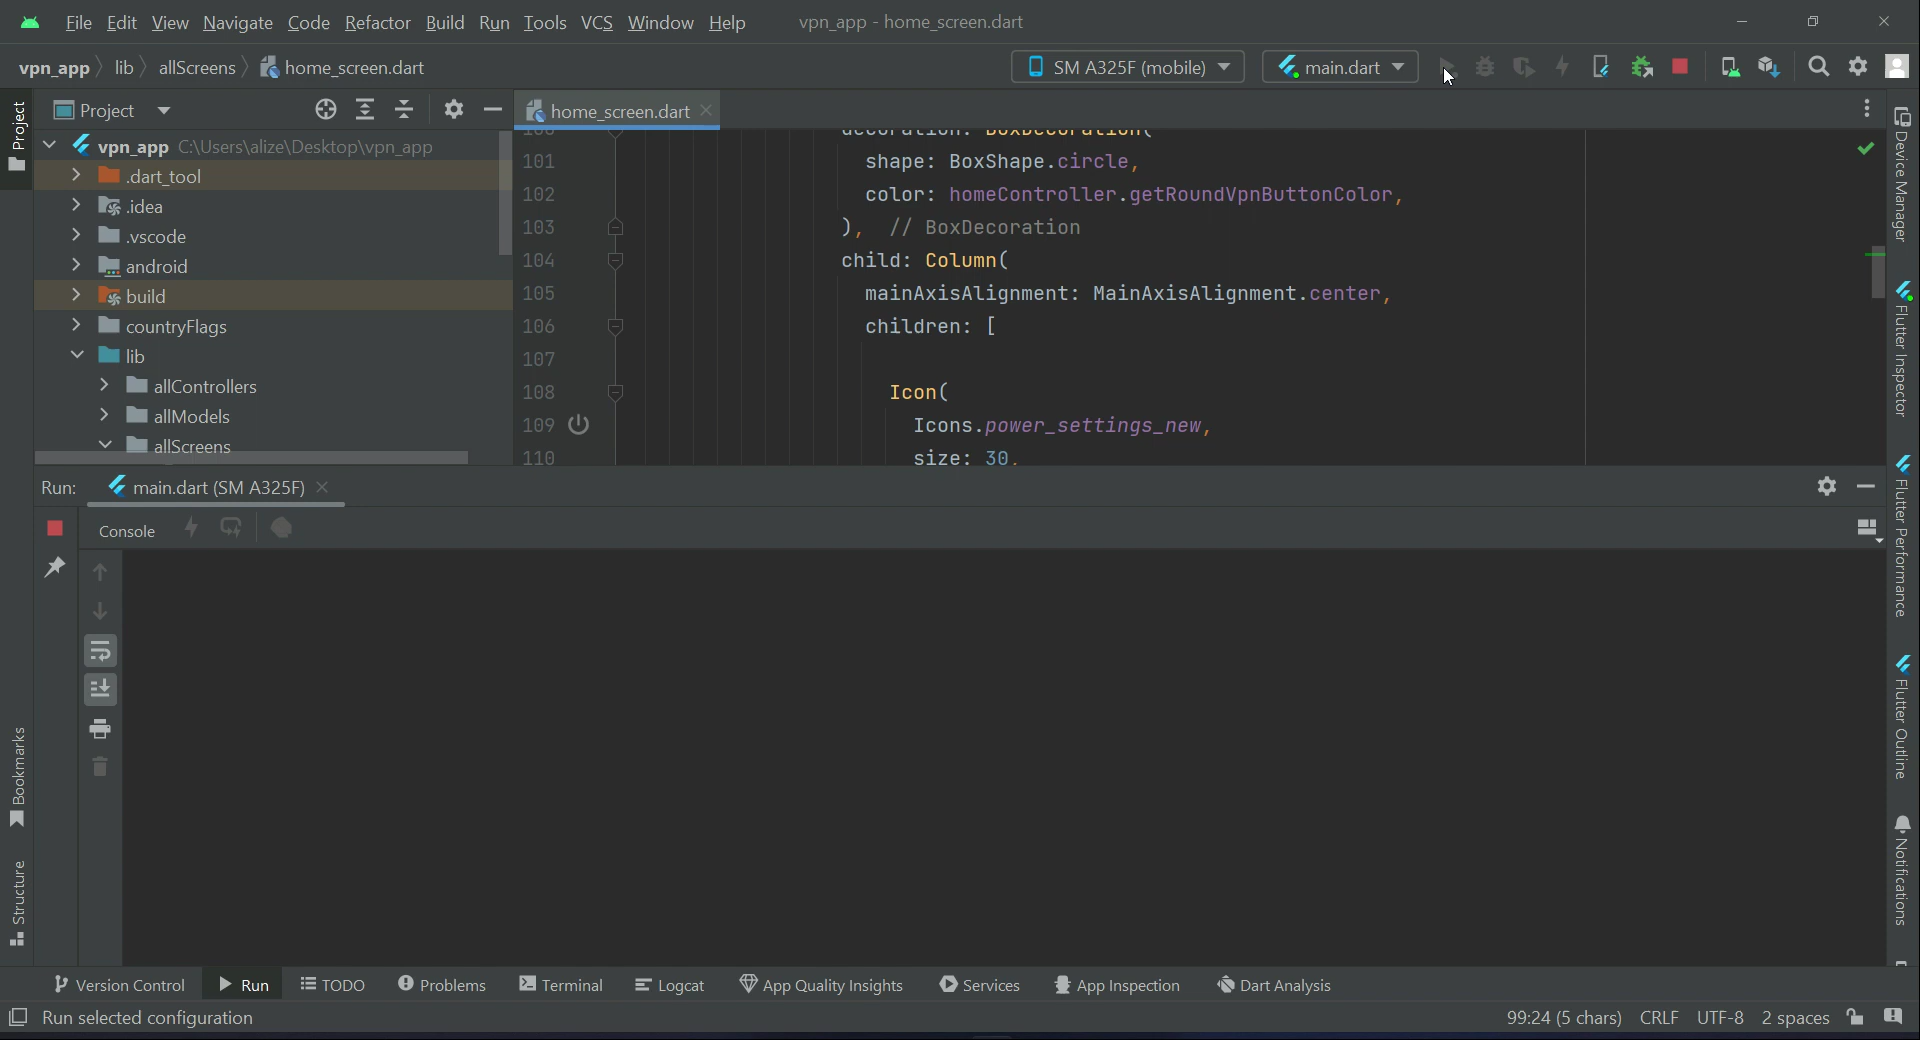 File Edit View Navigate Code Refactor Build Run Tools VCS Window Help vpn_app - home_screen.dart
vpn_app lib allScreens home_screen.dart SM A325F (mobile) main.dart
Project
Project
home_screen.dart
vpn_app C:\Users\alize\Desktop\vpn_app
.dart_tool
.idea
.vscode
android
build
countryFlags
lib
allControllers
allModels
allScreens
100 decoration: BoxDecoration(
101 shape: BoxShape.circle,
102 color: homeController.getRoundVpnButtonColor,
103 ), // BoxDecoration
104 child: Column(
105 mainAxisAlignment: MainAxisAlignment.center,
106 children: [
107
108 Icon(
109 Icons.power_settings_new,
110 size: 30,
Device Manager
Flutter Inspector
Flutter Performance
Flutter Outline
Notifications
Run: main.dart (SM A325F)
Console
Bookmarks
Structure
Version Control Run TODO Problems Terminal Logcat App Quality Insights Services App Inspection Dart Analysis
Run selected configuration 99:24 (5 chars) CRLF UTF-8 2 spaces